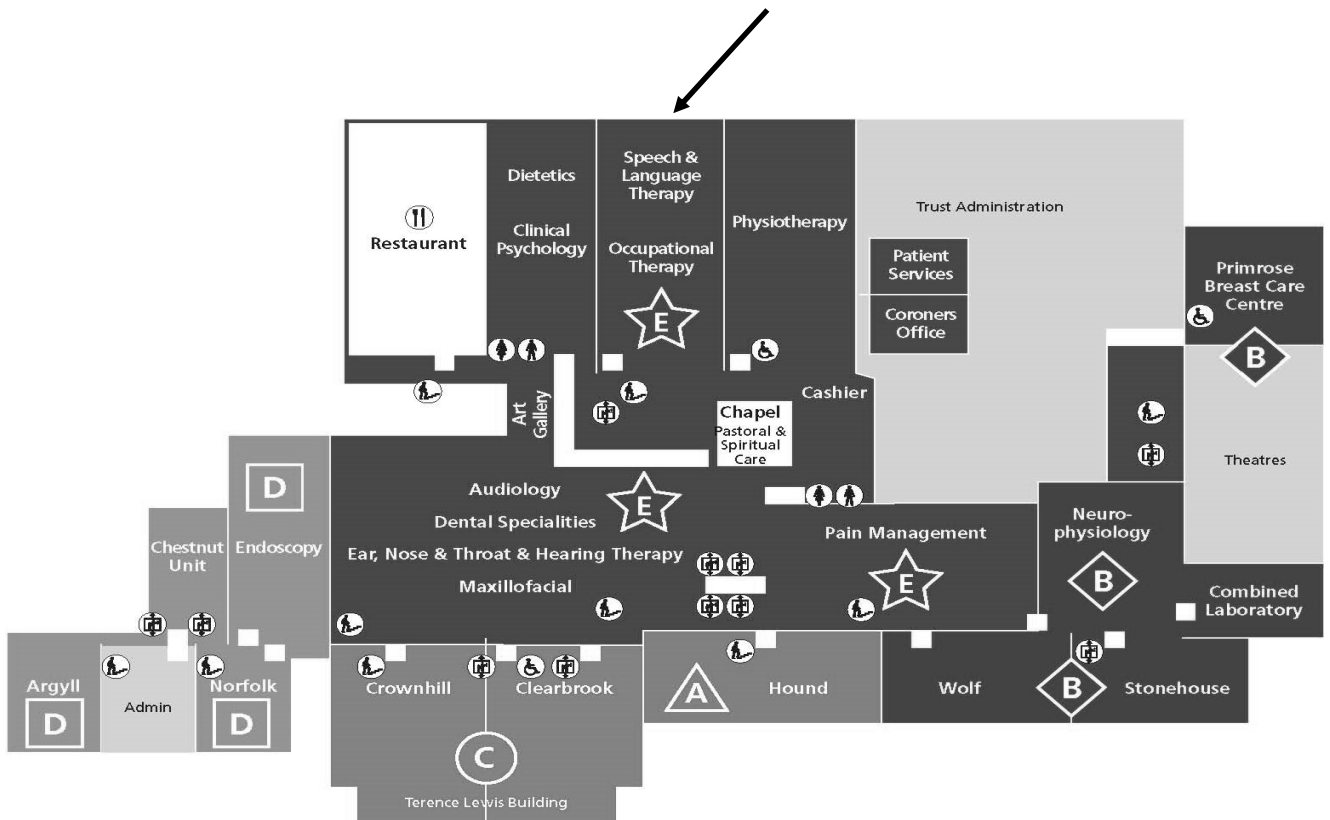 Restaurant
Dietetics
Clinical
Psychology
Speech &
Language
Therapy
Occupational
Therapy
E
Physiotherapy
Trust Administration
Patient
Services
Coroners
Office
Primrose
Breast Care
Centre
B
Theatres
Art
Gallery
Chapel
Pastoral &
Spiritual
Care
Cashier
D
Endoscopy
Chestnut
Unit
Audiology
E
Dental Specialities
Ear, Nose & Throat & Hearing Therapy
Maxillofacial
Pain Management
E
Neuro-
physiology
B
Combined
Laboratory
Argyll
D
Admin
Norfolk
D
Crownhill
Clearbrook
C
Terence Lewis Building
A
Hound
Wolf
B
Stonehouse